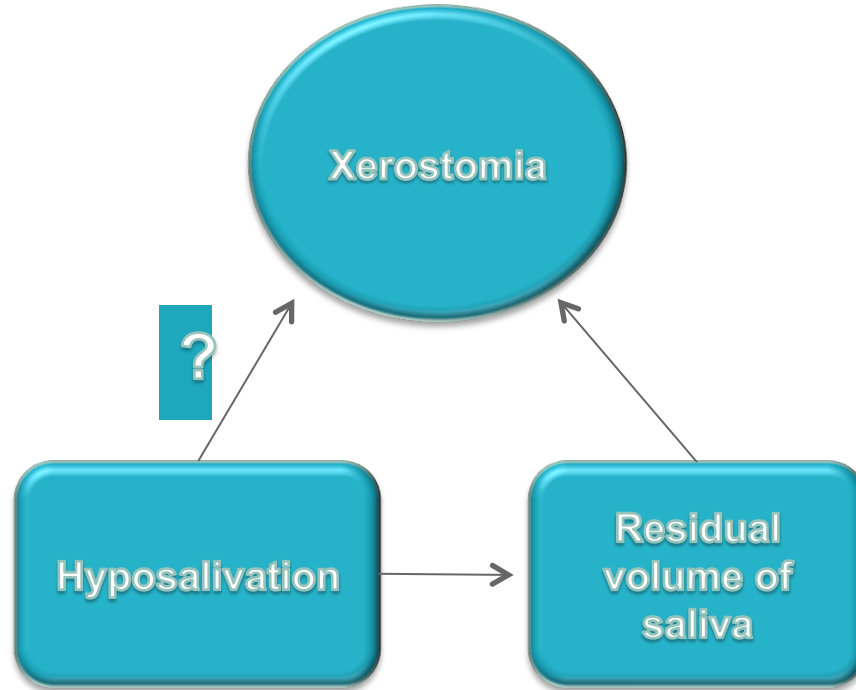 Xerostomia
?
Hyposalivation
Residual
volume of
saliva